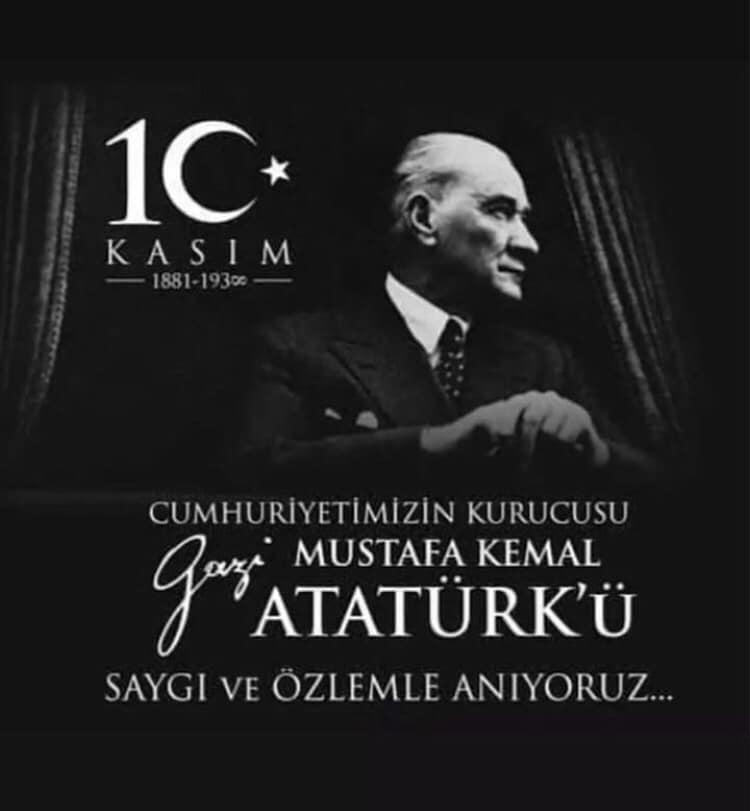 10
KASIM
1881-193∞
CUMHURİYETİMİZİN KURUCUSU
Gazi MUSTAFA KEMAL
ATATÜRK'Ü
SAYGI VE ÖZLEMLE ANIYORUZ...